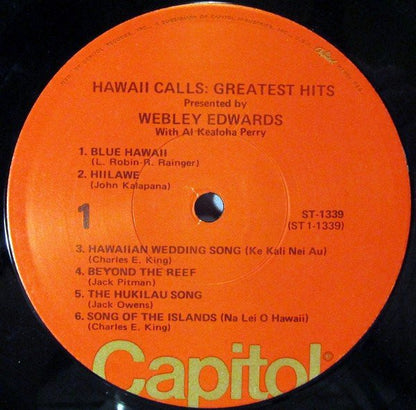 Capitol
HAWAII CALLS: GREATEST HITS
Presented by
WEBLEY EDWARDS
With Al Kealoha Perry
1. BLUE HAWAII
(L. Robin-R. Rainger)
2. HIILAWE
(John Kalapana)
1
ST-1339
(ST 1-1339)
3. HAWAIIAN WEDDING SONG (Ke Kali Nei Au)
(Charles E. King)
4. BEYOND THE REEF
(Jack Pitman)
5. THE HUKILAU SONG
(Jack Owens)
6. SONG OF THE ISLANDS (Na Lei O Hawaii)
(Charles E. King)
Capitol®